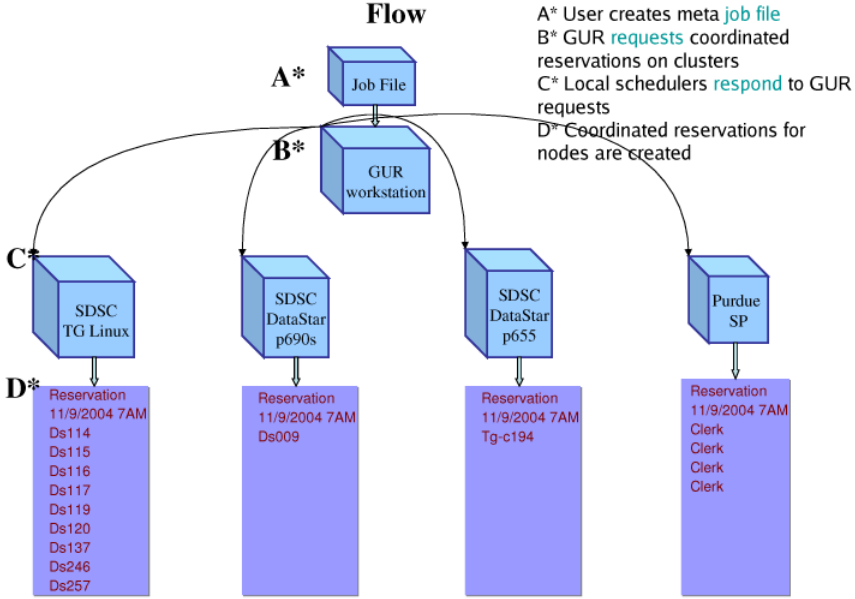 Flow
A* User creates meta job file
B* GUR requests coordinated
reservations on clusters
C* Local schedulers respond to GUR
requests
D* Coordinated reservations for
nodes are created
A*
Job File
B*
GUR
workstation
C*
SDSC
TG Linux
SDSC
DataStar
p690s
SDSC
DataStar
p655
Purdue
SP
D*
Reservation
11/9/2004 7AM
Ds114
Ds115
Ds116
Ds117
Ds119
Ds120
Ds137
Ds246
Ds257
Reservation
11/9/2004 7AM
Ds009
Reservation
11/9/2004 7AM
Tg-c194
Reservation
11/9/2004 7AM
Clerk
Clerk
Clerk
Clerk